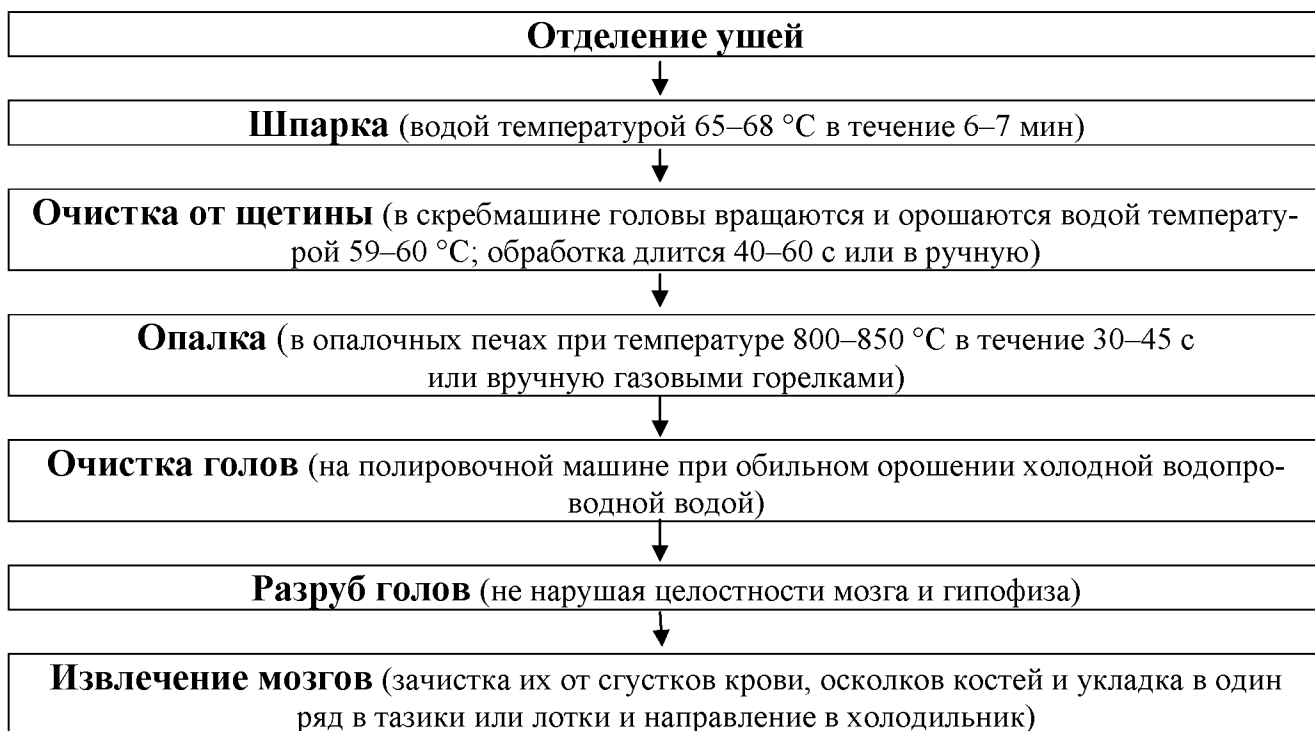 Отделение ушей
Шпарка (водой температурой 65–68 °С в течение 6–7 мин)
Очистка от щетины (в скребмашине головы вращаются и орошаются водой температу-
рой 59–60 °С; обработка длится 40–60 с или в ручную)
Опалка (в опалочных печах при температуре 800–850 °С в течение 30–45 с
или вручную газовыми горелками)
Очистка голов (на полировочной машине при обильном орошении холодной водопро-
водной водой)
Разруб голов (не нарушая целостности мозга и гипофиза)
Извлечение мозгов (зачистка их от сгустков крови, осколков костей и укладка в один
ряд в тазики или лотки и направление в холодильник)